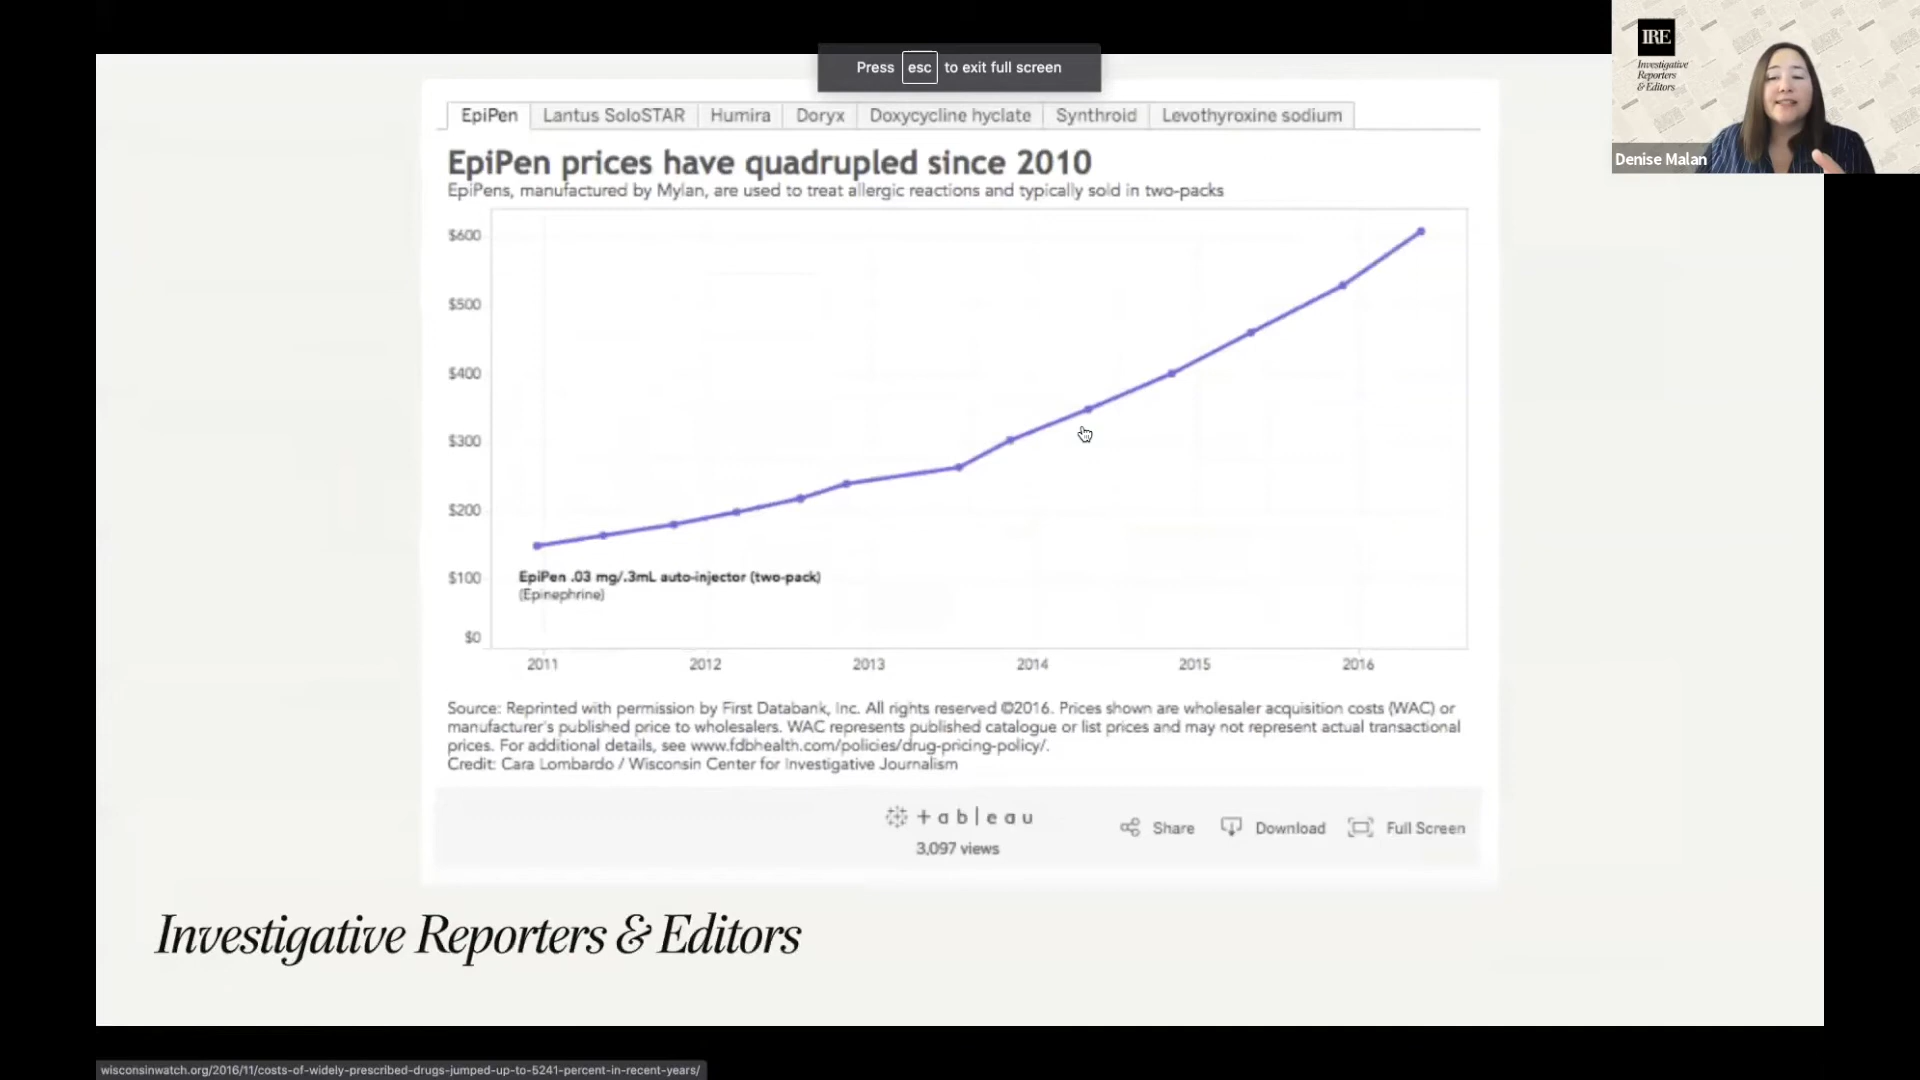 Press esc to exit full screen
IRE
Investigative
Reporters
& Editors
Denise Malan
EpiPen Lantus SoloSTAR Humira Doryx Doxycycline hyclate Synthroid Levothyroxine sodium
EpiPen prices have quadrupled since 2010
EpiPens, manufactured by Mylan, are used to treat allergic reactions and typically sold in two-packs
$600
$500
$400
$300
$200
$100
$0
EpiPen .03 mg/.3mL auto-injector (two-pack)
(Epinephrine)
2011 2012 2013 2014 2015 2016
Source: Reprinted with permission by First Databank, Inc. All rights reserved ©2016. Prices shown are wholesaler acquisition costs (WAC) or
manufacturer's published price to wholesalers. WAC represents published catalogue or list prices and may not represent actual transactional
prices. For additional details, see www.fdbhealth.com/policies/drug-pricing-policy/.
Credit: Cara Lombardo / Wisconsin Center for Investigative Journalism
+ableau
3,097 views
Share Download Full Screen
Investigative Reporters & Editors
wisconsinwatch.org/2016/11/costs-of-widely-prescribed-drugs-jumped-up-to-5241-percent-in-recent-years/